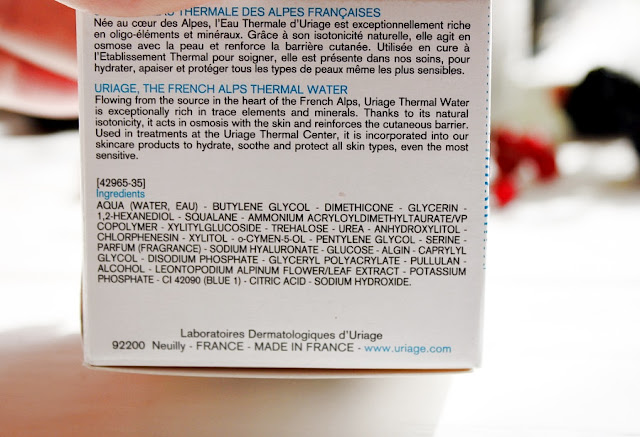 THERMALE DES ALPES FRANÇAISES
Née au cœur des Alpes, l'Eau Thermale d'Uriage est exceptionnellement riche
en oligo-éléments et minéraux. Grâce à son isotonicité naturelle, elle agit en
osmose avec la peau et renforce la barrière cutanée. Utilisée en cure à
l'Etablissement Thermal pour soigner, elle est présente dans nos soins, pour
hydrater, apaiser et protéger tous les types de peaux même les plus sensibles.
URIAGE, THE FRENCH ALPS THERMAL WATER
Flowing from the source in the heart of the French Alps, Uriage Thermal Water
is exceptionally rich in trace elements and minerals. Thanks to its natural
isotonicity, it acts in osmosis with the skin and reinforces the cutaneous barrier.
Used in treatments at the Uriage Thermal Center, it is incorporated into our
skincare products to hydrate, soothe and protect all skin types, even the most
sensitive.
[42965-35]
Ingredients
AQUA (WATER, EAU) - BUTYLENE GLYCOL - DIMETHICONE - GLYCERIN -
1,2-HEXANEDIOL - SQUALANE - AMMONIUM ACRYLOYLDIMETHYLTAURATE/VP
COPOLYMER - XYLITYLGLUCOSIDE - TREHALOSE - UREA - ANHYDROXYLITOL -
CHLORPHENESIN - XYLITOL - o-CYMEN-5-OL - PENTYLENE GLYCOL - SERINE -
PARFUM (FRAGRANCE) - SODIUM HYALURONATE - GLUCOSE - ALGIN - CAPRYLYL
GLYCOL - DISODIUM PHOSPHATE - GLYCERYL POLYACRYLATE - PULLULAN -
ALCOHOL - LEONTOPODIUM ALPINUM FLOWER/LEAF EXTRACT - POTASSIUM
PHOSPHATE - CI 42090 (BLUE 1) - CITRIC ACID - SODIUM HYDROXIDE.
Laboratoires Dermatologiques d'Uriage
92200 Neuilly - FRANCE - MADE IN FRANCE - www.uriage.com